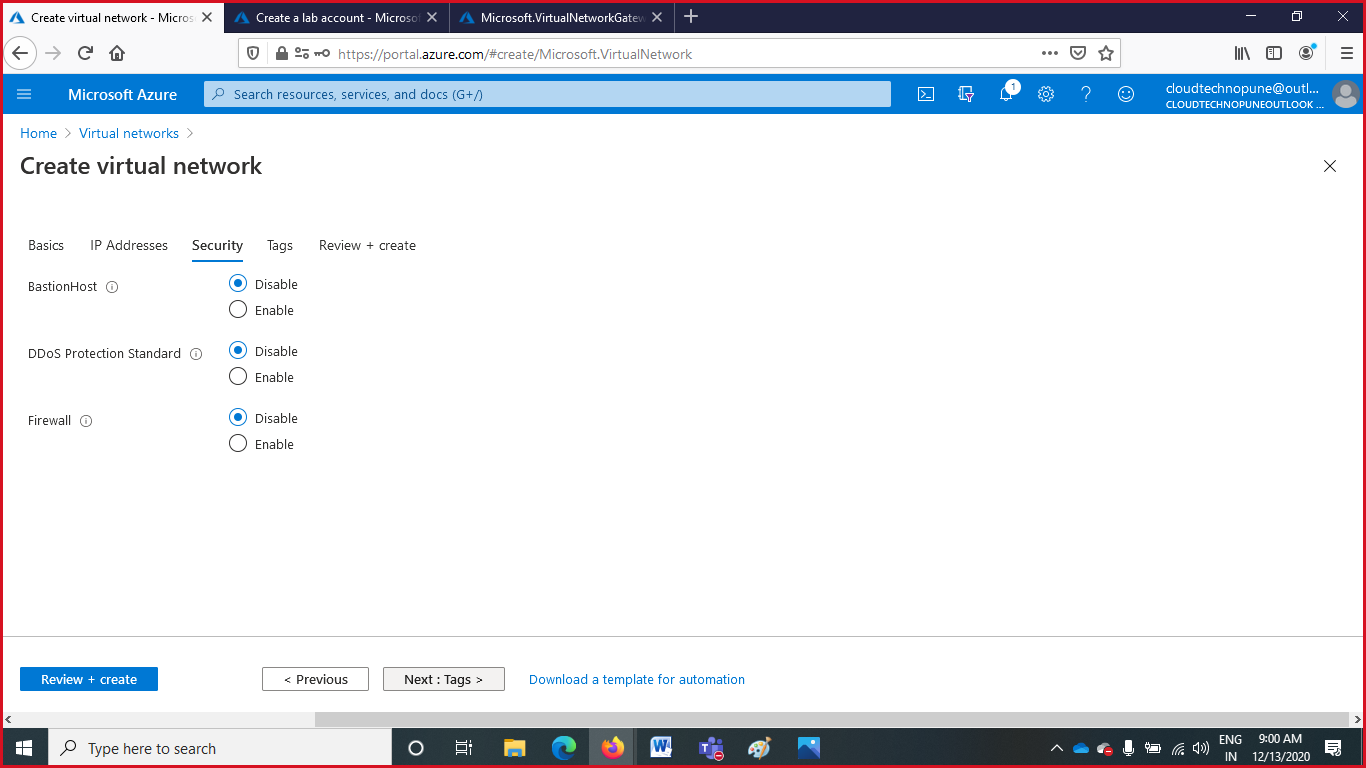 Create virtual network - Micros
Create a lab account - Microsof
Microsoft.VirtualNetworkGatew
https://portal.azure.com/#create/Microsoft.VirtualNetwork
Microsoft Azure
Search resources, services, and docs (G+/)
1
cloudtechnopune@outl...
CLOUDTECHNOPUNEOUTLOOK ...
Home > Virtual networks >
Create virtual network
Basics
IP Addresses
Security
Tags
Review + create
BastionHost
Disable
Enable
DDoS Protection Standard
Disable
Enable
Firewall
Disable
Enable
Review + create
< Previous
Next : Tags >
Download a template for automation
Type here to search
ENG
IN
9:00 AM
12/13/2020